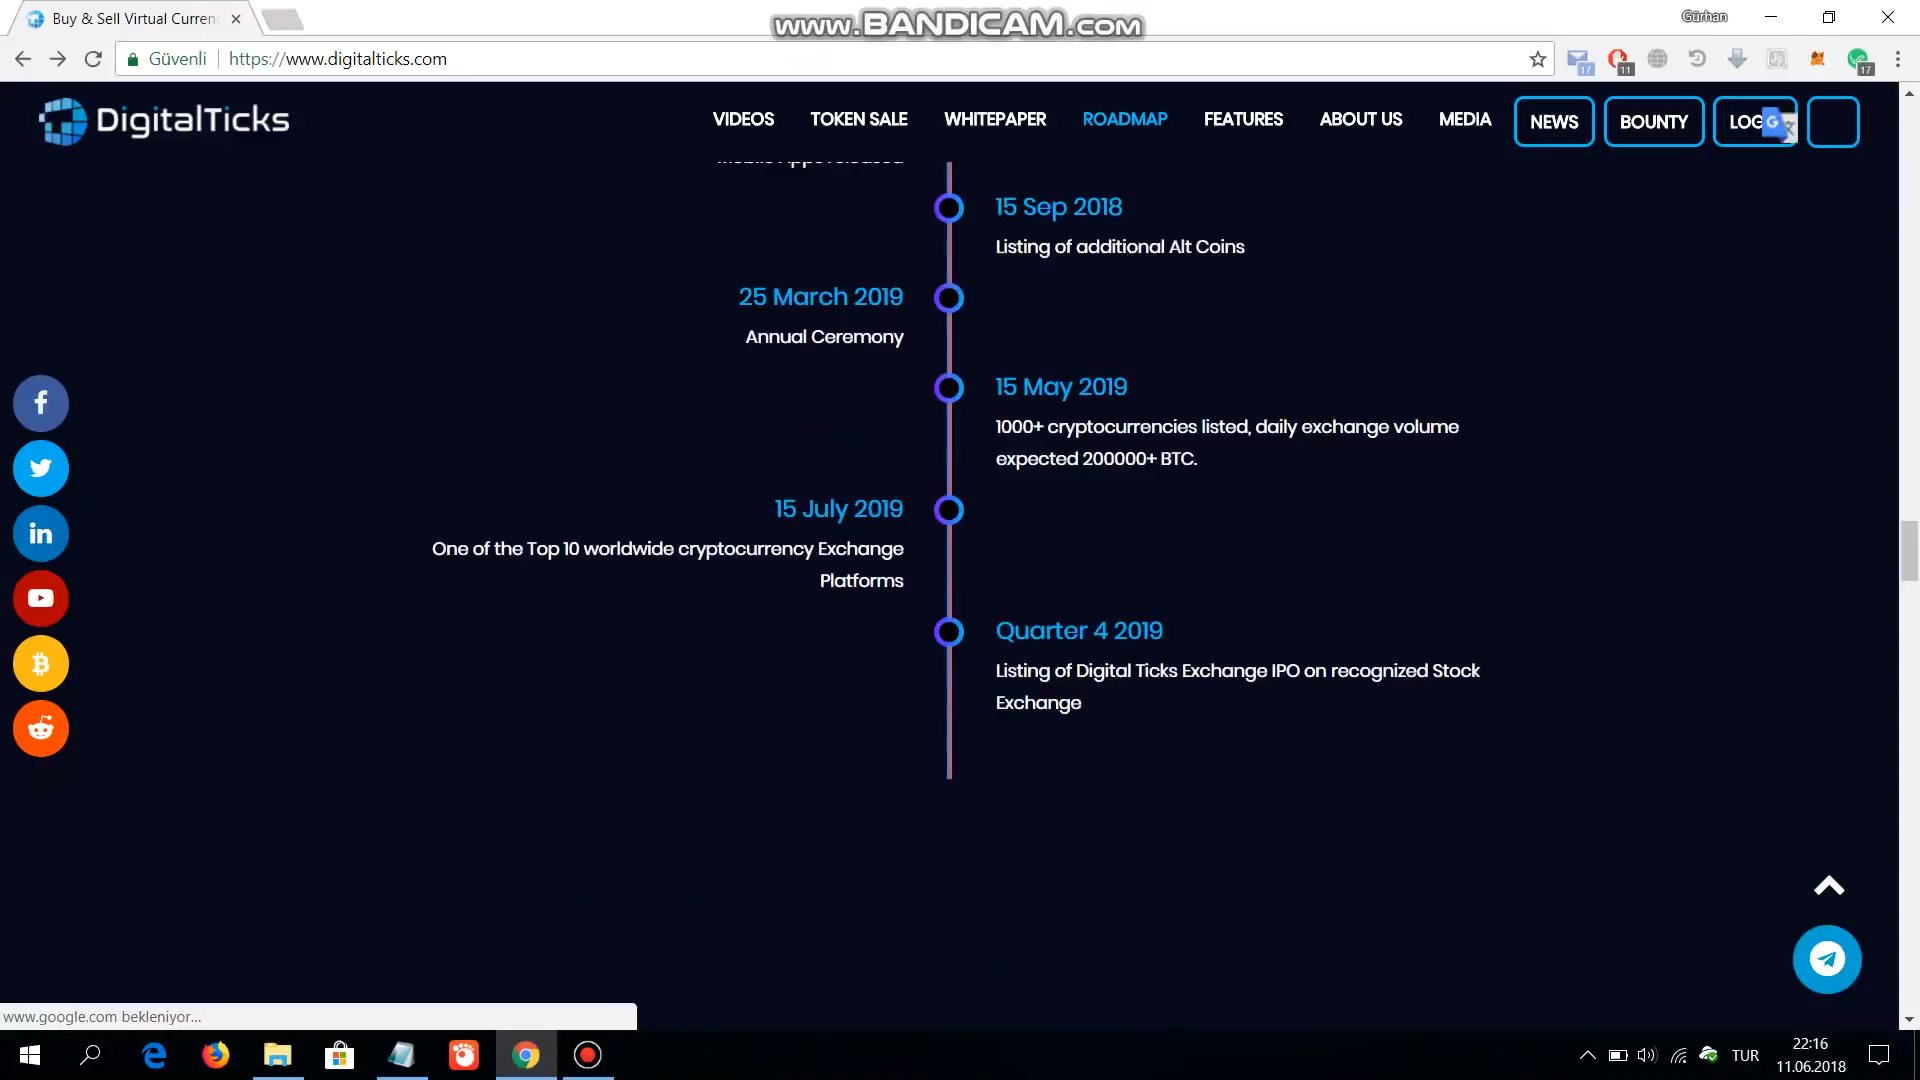 Buy & Sell Virtual Curren
www.BANDICAM.com
Gürhan
Güvenli
https://www.digitalticks.com
17
11
17
DigitalTicks
VIDEOS
TOKEN SALE
WHITEPAPER
ROADMAP
FEATURES
ABOUT US
MEDIA
NEWS
BOUNTY
LOG
15 Sep 2018
Listing of additional Alt Coins
25 March 2019
Annual Ceremony
15 May 2019
1000+ cryptocurrencies listed, daily exchange volume
expected 200000+ BTC.
15 July 2019
One of the Top 10 worldwide cryptocurrency Exchange
Platforms
Quarter 4 2019
Listing of Digital Ticks Exchange IPO on recognized Stock
Exchange
www.google.com bekleniyor...
TUR
22:16
11.06.2018